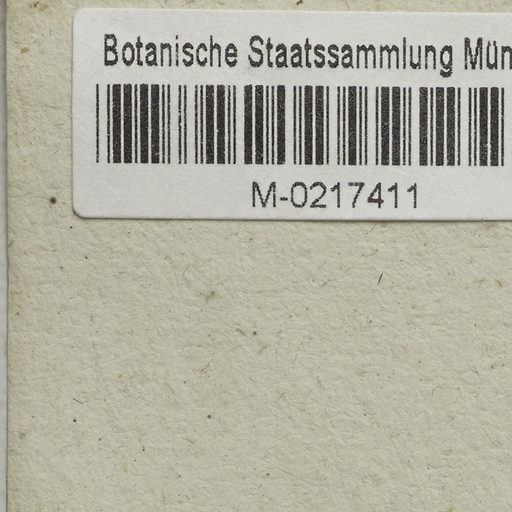 Botanische Staatssammlung Mün
M-0217411